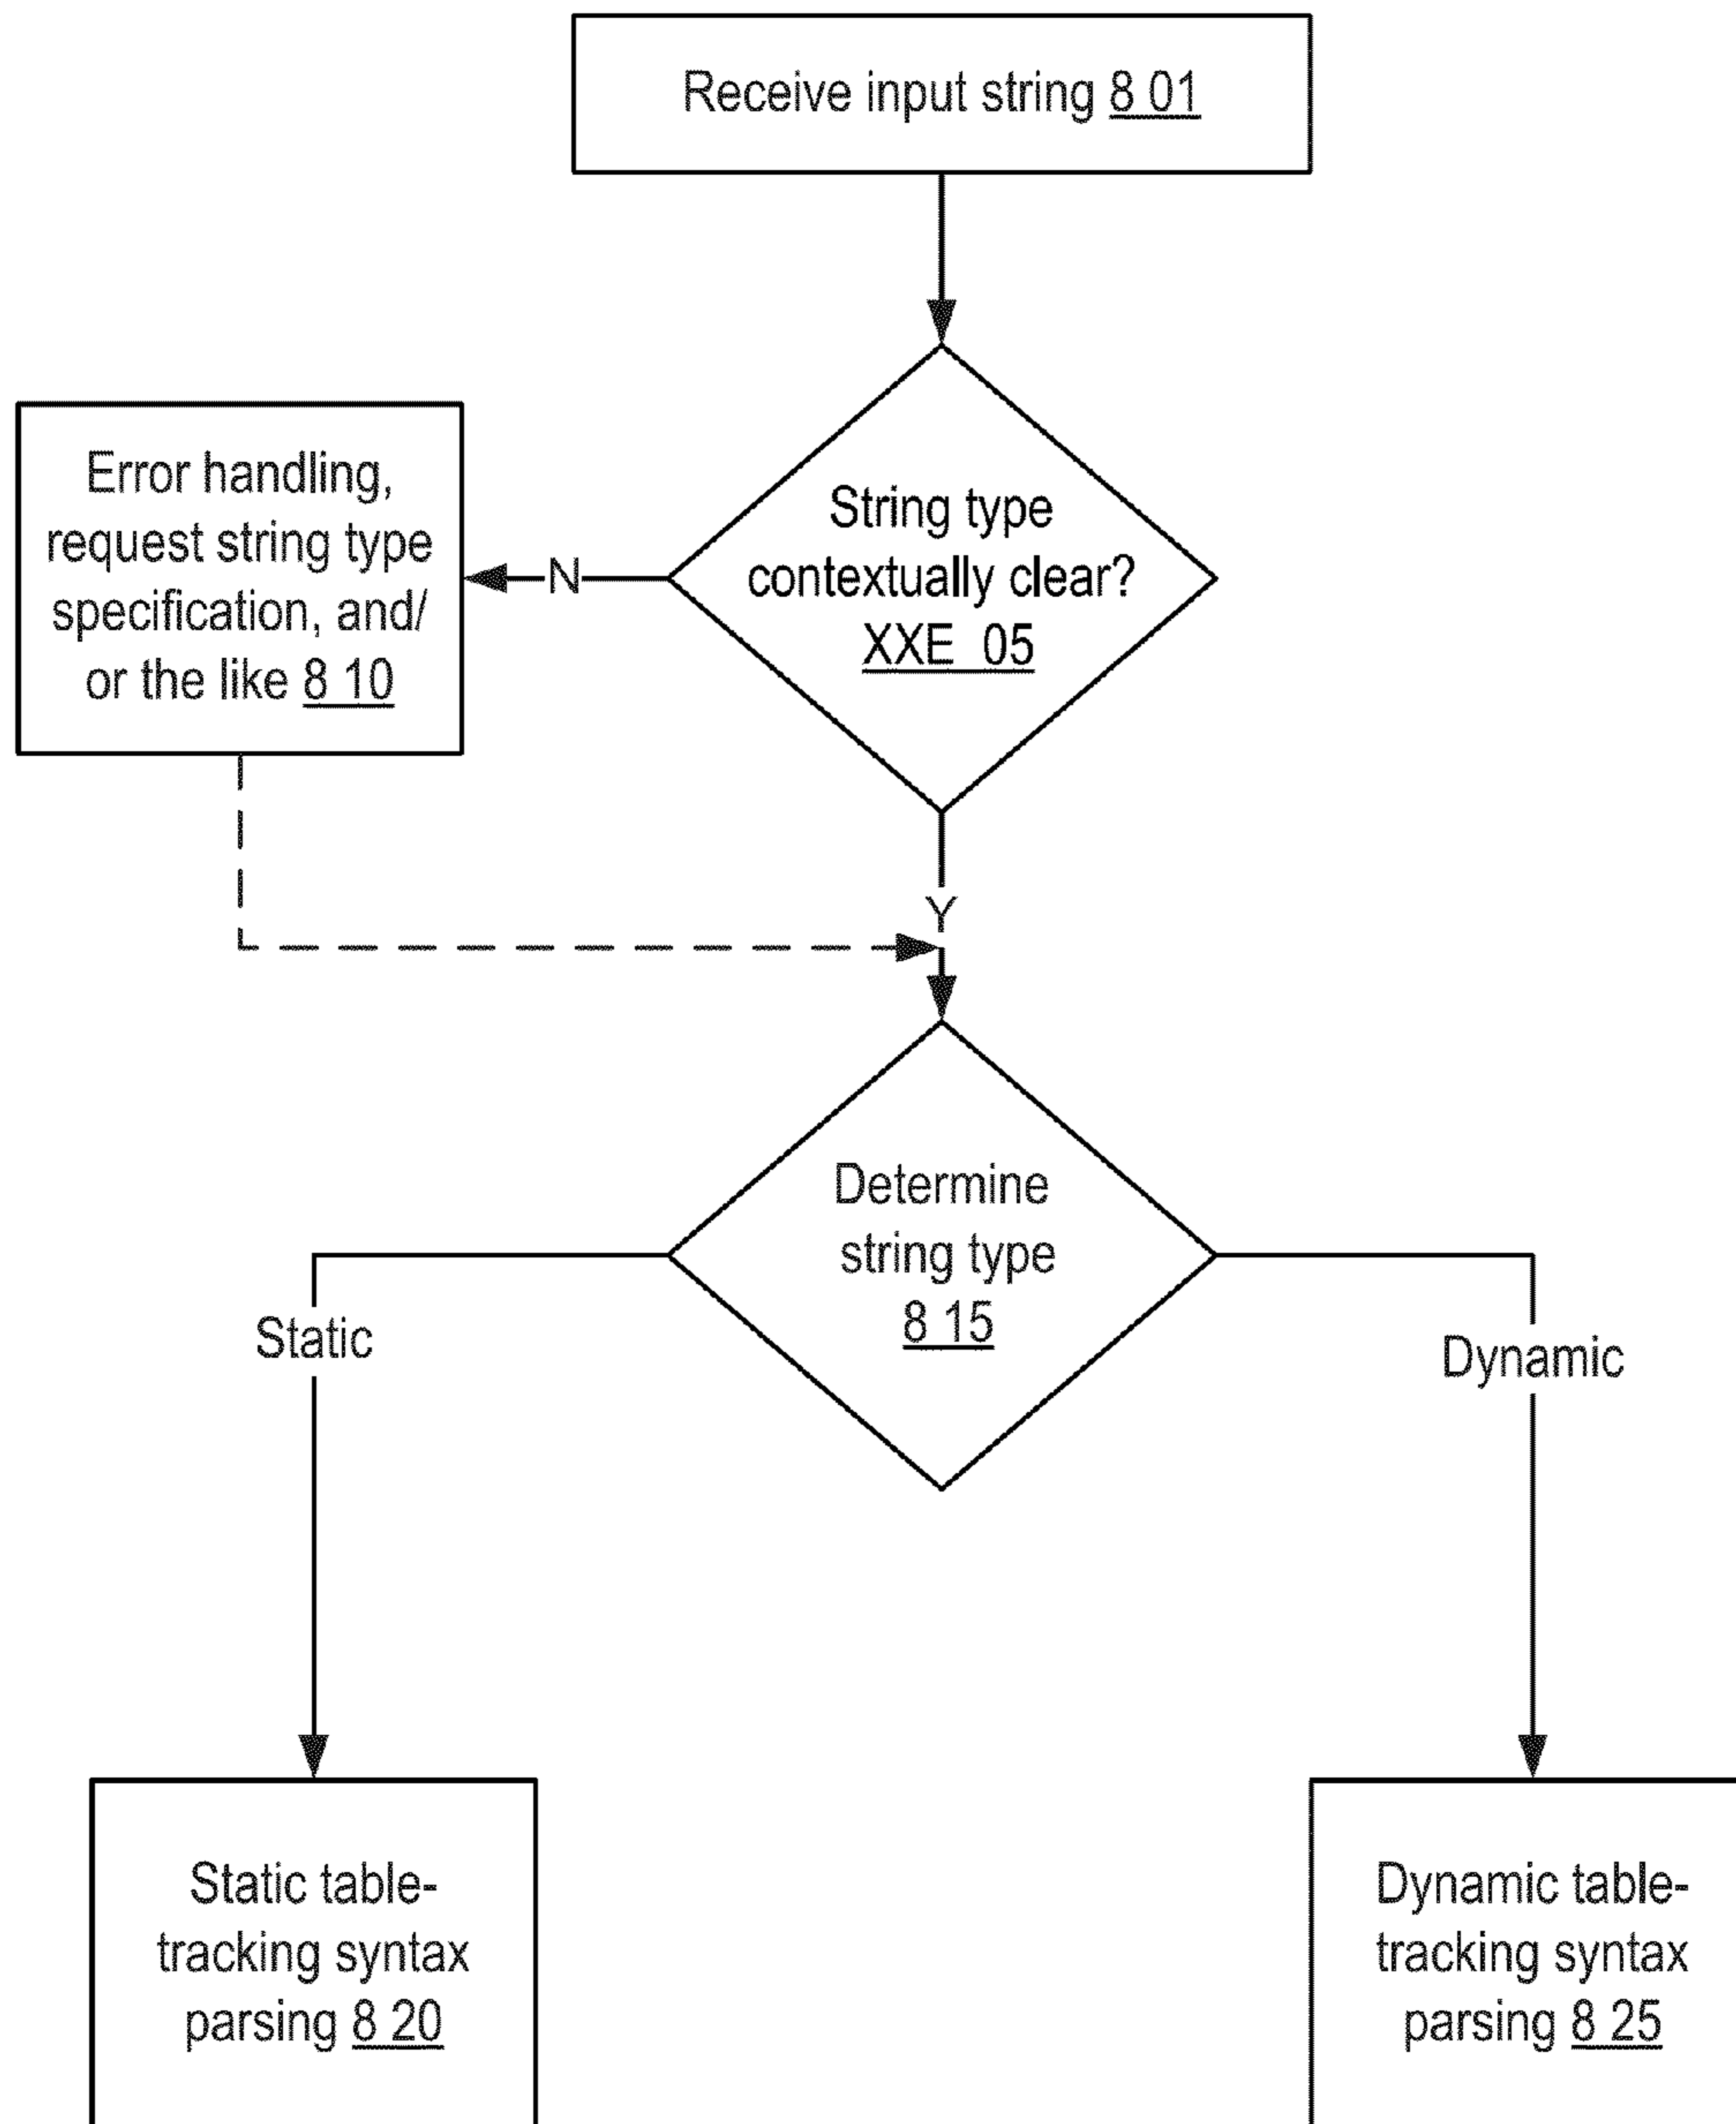 Receive input string 8 01
String type
contextually clear?
XXE 05
N
Error handling,
request string type
specification, and/
or the like 8 10
Y
Determine
string type
8 15
Static
Dynamic
Static table-
tracking syntax
parsing 8 20
Dynamic table-
tracking syntax
parsing 8 25